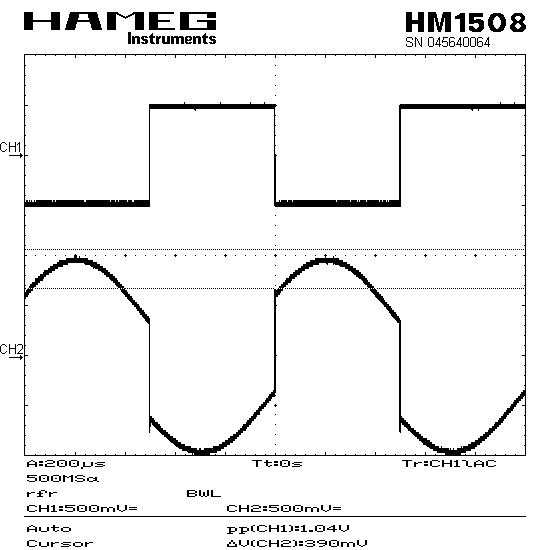 HAMEG
Instruments
HM1508
SN 045640064
CH1
CH2
A:200µs Tt:0s Tr:CH1~AC
500MSa
rfr BWL
CH1:500mV= CH2:500mV=
Auto pp(CH1):1.04V
Cursor ΔV(CH2):390mV